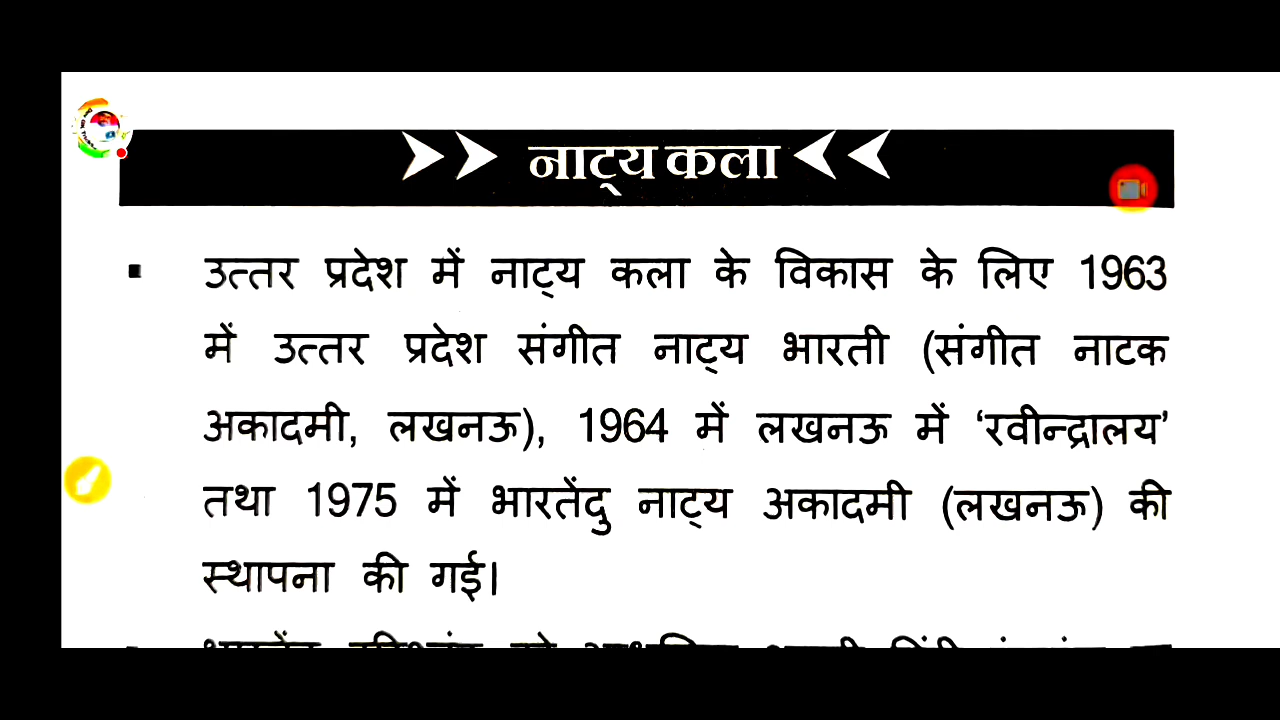 नाट्य कला
▪ उत्तर प्रदेश में नाट्य कला के विकास के लिए 1963
में उत्तर प्रदेश संगीत नाट्य भारती (संगीत नाटक
अकादमी, लखनऊ), 1964 में लखनऊ में ‘रवीन्द्रालय’
तथा 1975 में भारतेंदु नाट्य अकादमी (लखनऊ) की
स्थापना की गई।